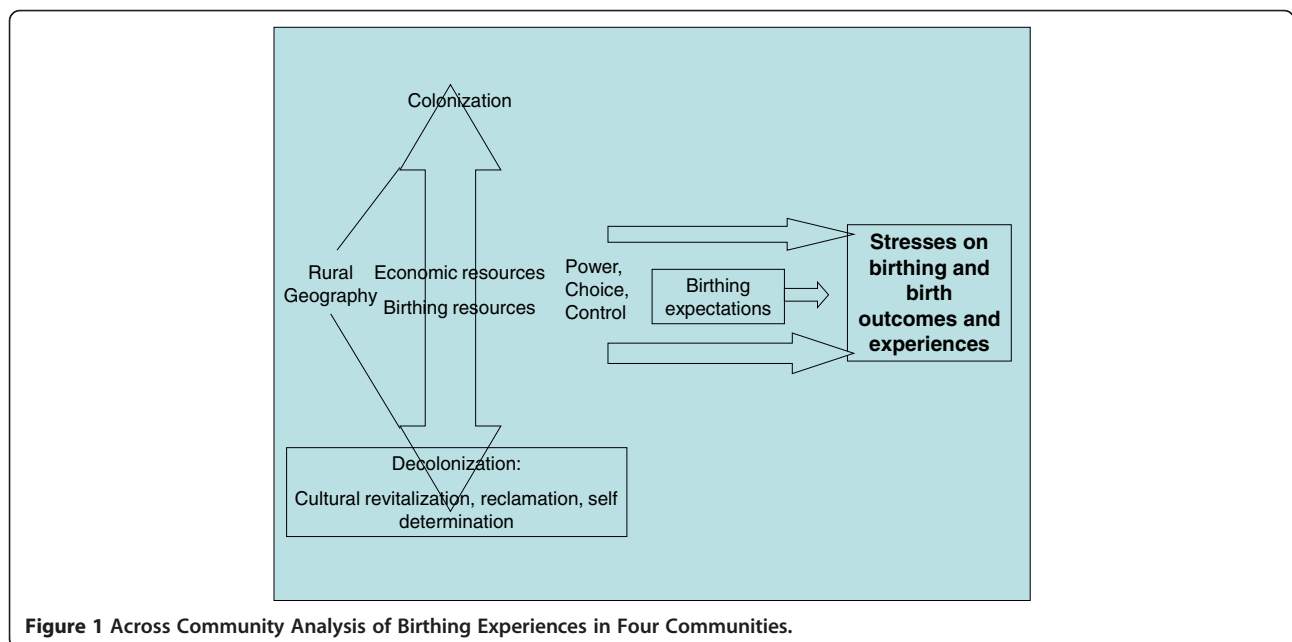 Colonization
Rural
Geography
Economic resources
Birthing resources
Power,
Choice,
Control
Birthing
expectations
Stresses on
birthing and
birth
outcomes and
experiences
Decolonization:
Cultural revitalization, reclamation, self
determination
Figure 1 Across Community Analysis of Birthing Experiences in Four Communities.